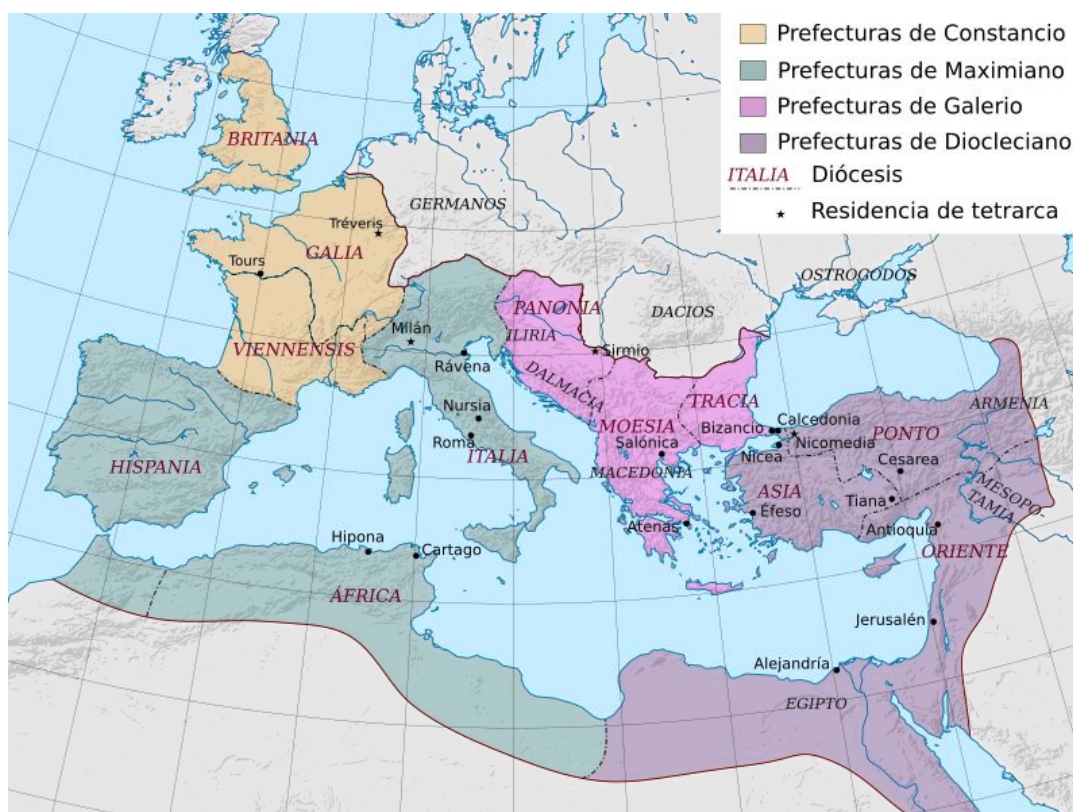 Prefecturas de Constancio
Prefecturas de Maximiano
Prefecturas de Galerio
Prefecturas de Diocleciano
ITALIA Diócesis
Residencia de tetrarca
BRITANIA
GERMANOS
Tréveris
GALIA
Tours
OSTROGODOS
PANONIA
DACIOS
Milán
ILIRIA
VIENNENSIS
Sirmio
Rávena
DALMACIA
TRACIA
ARMENIA
Nursia
MOESIA
Bizancio
Calcedonia
PONTO
Roma
ITALIA
Salónica
Nicomedia
HISPANIA
MACEDONIA
Nicea
Cesarea
MESOPO-
TAMIA
ASIA
Tiana
Éfeso
Atenas
Antioquía
Hipona
Cartago
ORIENTE
ÁFRICA
Jerusalén
Alejandría
EGIPTO